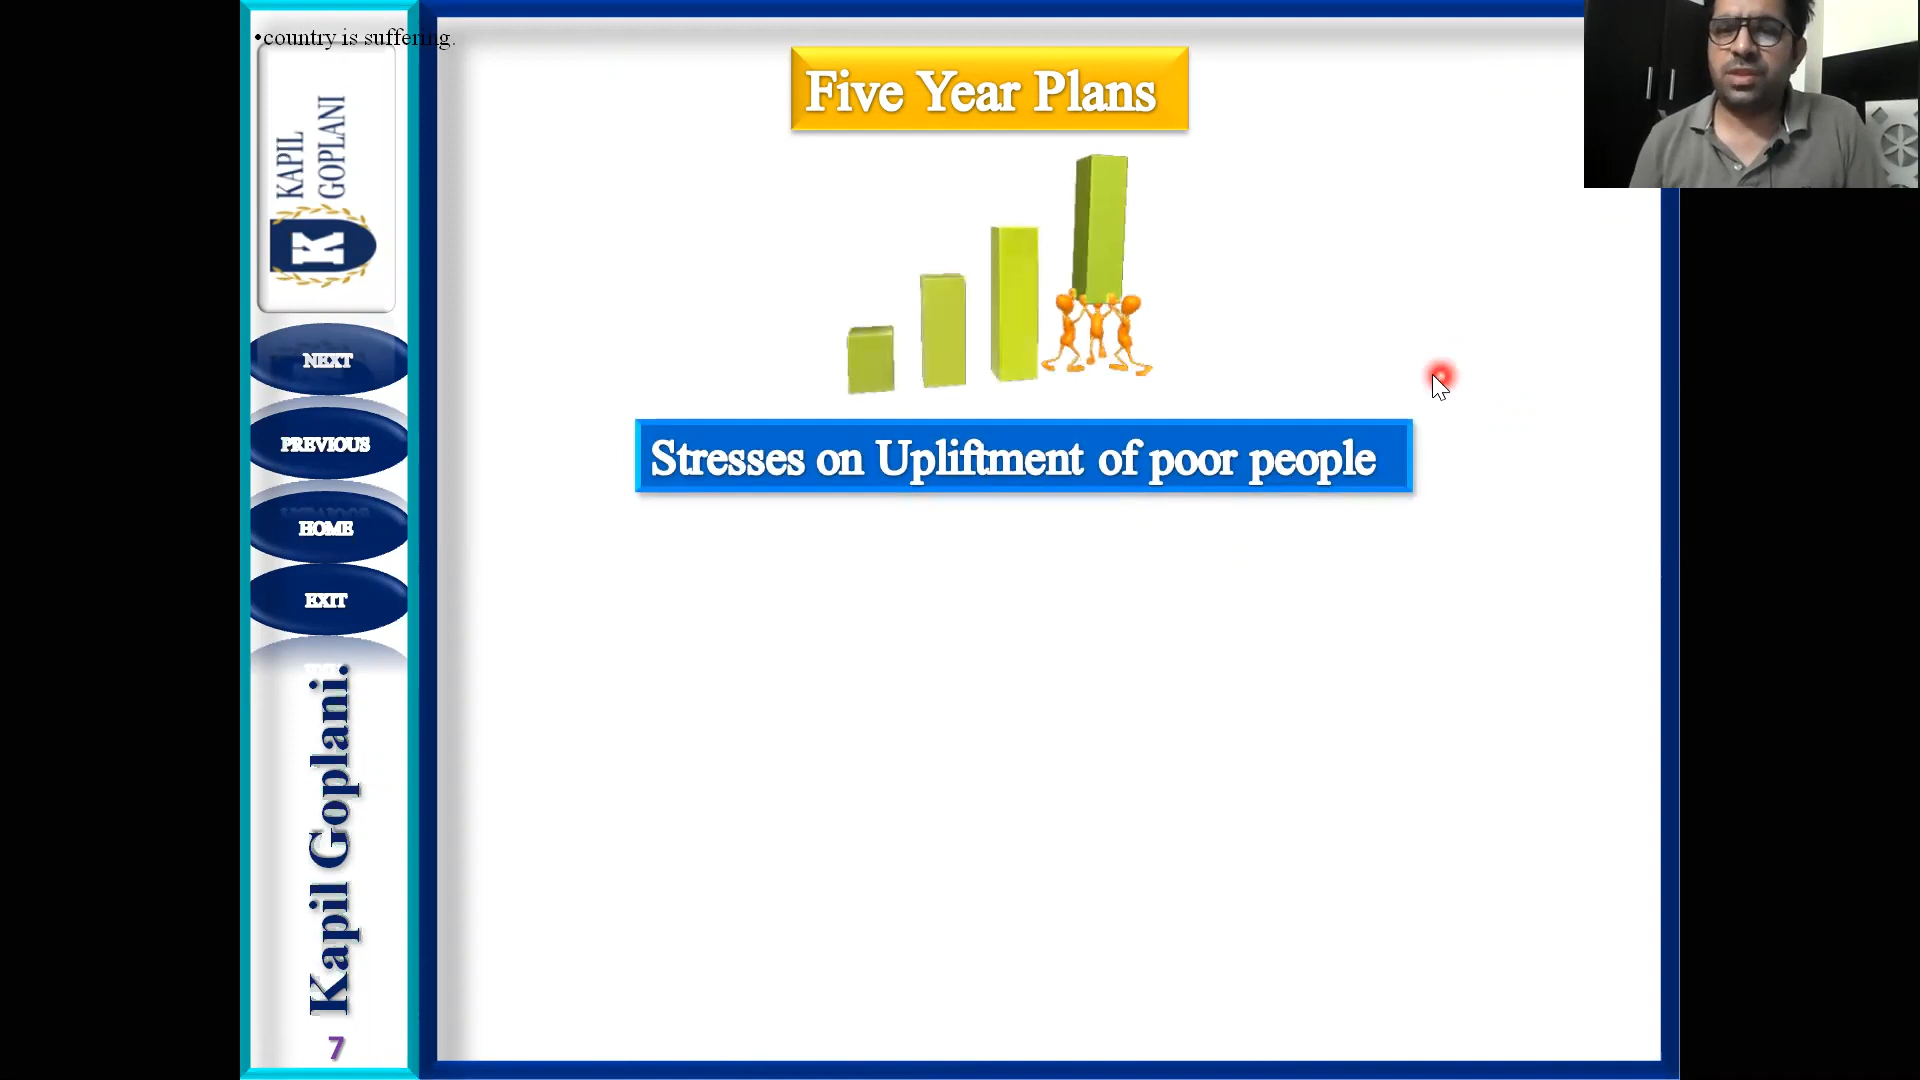 •country is suffering.
KAPIL
GOPLANI
K
NEXT
PREVIOUS
HOME
EXIT
Kapil Goplani.
7
Five Year Plans
Stresses on Upliftment of poor people